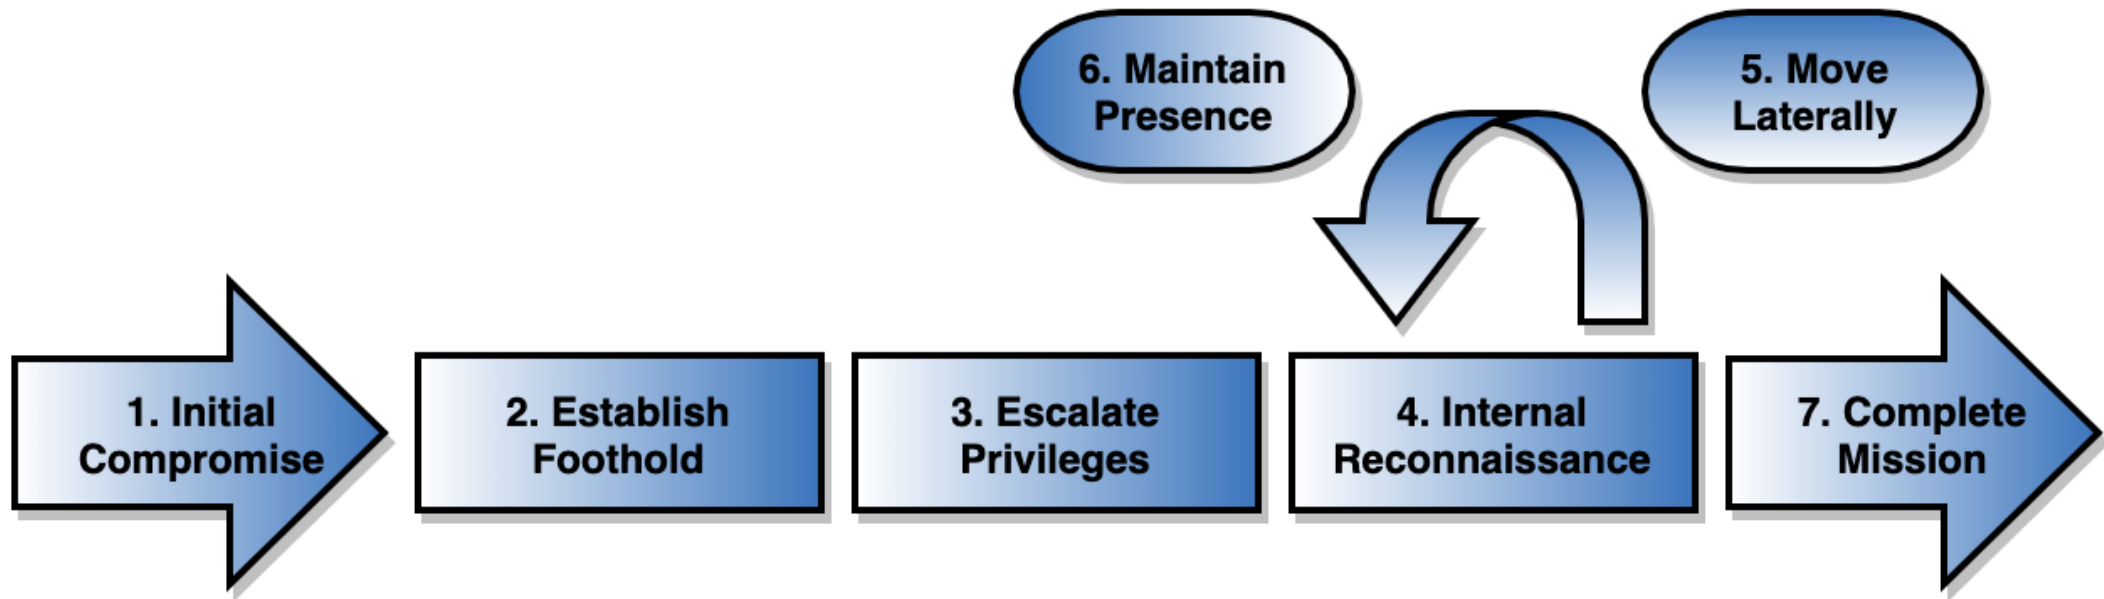 6. Maintain
Presence
5. Move
Laterally
1. Initial
Compromise
2. Establish
Foothold
3. Escalate
Privileges
4. Internal
Reconnaissance
7. Complete
Mission